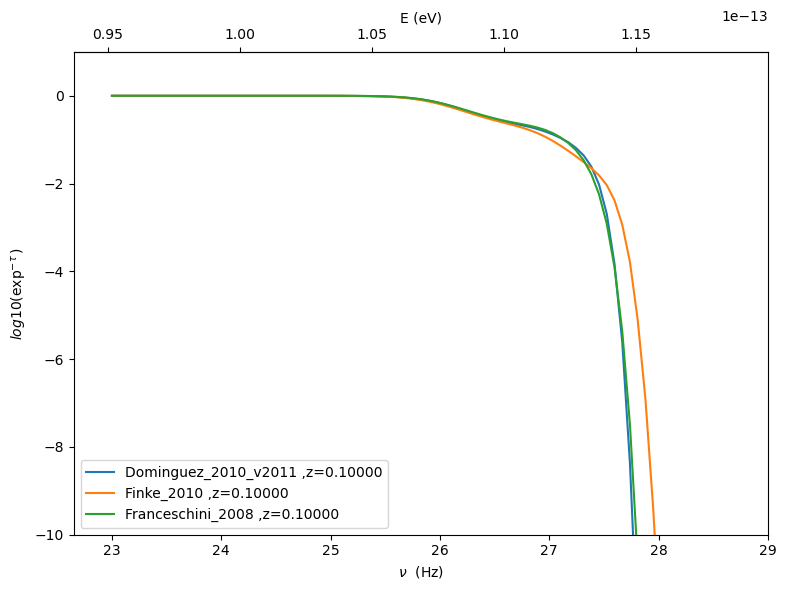 E (eV)
1e−13
0.95 1.00 1.05 1.10 1.15
0
−2
−4
−6
−8
−10
log10(exp^−τ)
Dominguez_2010_v2011 ,z=0.10000
Finke_2010 ,z=0.10000
Franceschini_2008 ,z=0.10000
23 24 25 26 27 28 29
ν (Hz)